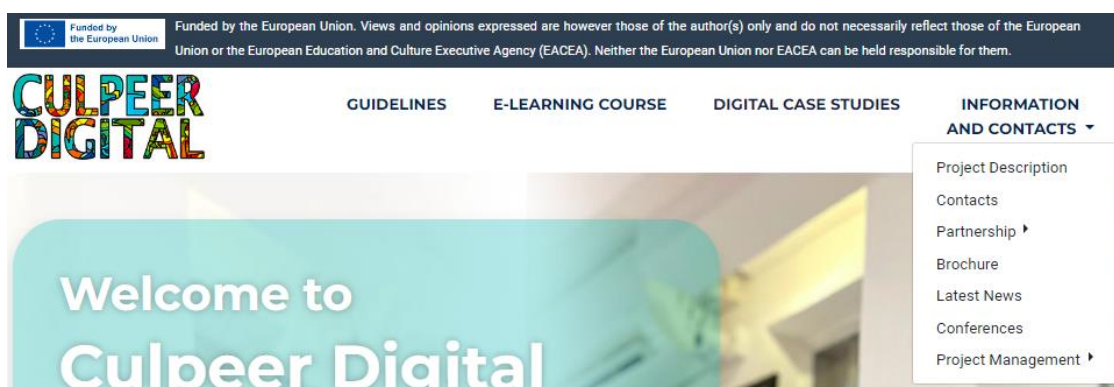 Funded by
the European Union
Funded by the European Union. Views and opinions expressed are however those of the author(s) only and do not necessarily reflect those of the European
Union or the European Education and Culture Executive Agency (EACEA). Neither the European Union nor EACEA can be held responsible for them.
CULPEER
DIGITAL
GUIDELINES
E-LEARNING COURSE
DIGITAL CASE STUDIES
INFORMATION
AND CONTACTS
Project Description
Contacts
Partnership
Brochure
Latest News
Conferences
Project Management
Welcome to
Culpeer Digital